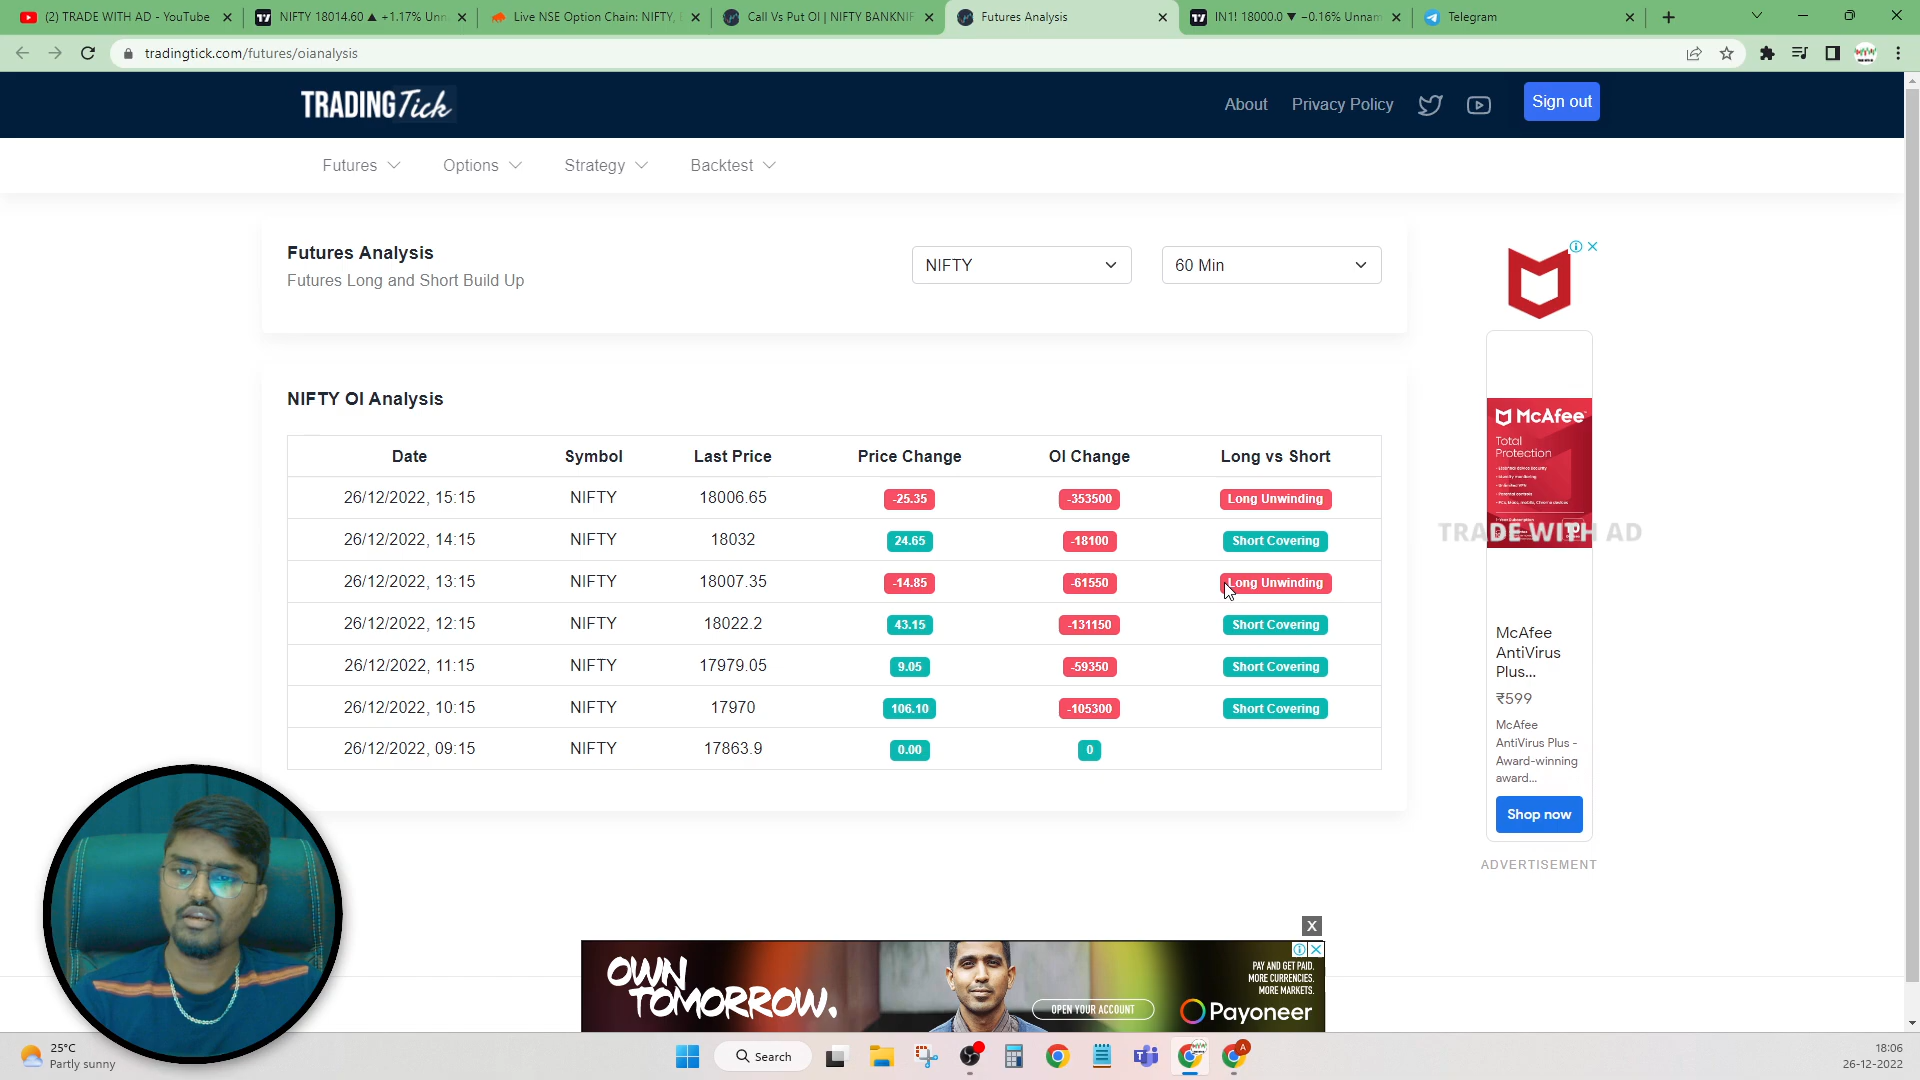 (2) TRADE WITH AD - YouTube
NIFTY 18014.60 ▲ +1.17% Unn
Live NSE Option Chain: NIFTY,
Call Vs Put OI | NIFTY BANKNIF
Futures Analysis
IN1! 18000.0 ▼ −0.16% Unnam
Telegram
tradingtick.com/futures/oianalysis
TRADINGTick
About
Privacy Policy
Sign out
Futures
Options
Strategy
Backtest
Futures Analysis
Futures Long and Short Build Up
NIFTY
60 Min
NIFTY OI Analysis
Date Symbol Last Price Price Change OI Change Long vs Short
26/12/2022, 15:15 NIFTY 18006.65 -25.35 -353500 Long Unwinding
26/12/2022, 14:15 NIFTY 18032 24.65 -18100 Short Covering
26/12/2022, 13:15 NIFTY 18007.35 -14.85 -61550 Long Unwinding
26/12/2022, 12:15 NIFTY 18022.2 43.15 -131150 Short Covering
26/12/2022, 11:15 NIFTY 17979.05 9.05 -59350 Short Covering
26/12/2022, 10:15 NIFTY 17970 106.10 -105300 Short Covering
26/12/2022, 09:15 NIFTY 17863.9 0.00 0
McAfee
Total
Protection
TRADE WITH AD
McAfee
AntiVirus
Plus...
₹599
McAfee
AntiVirus Plus -
Award-winning
award...
Shop now
ADVERTISEMENT
X
OWN
TOMORROW.
OPEN YOUR ACCOUNT
PAY AND GET PAID.
MORE CURRENCIES.
MORE MARKETS.
Payoneer
25°C
Partly sunny
Search
18:06
26-12-2022